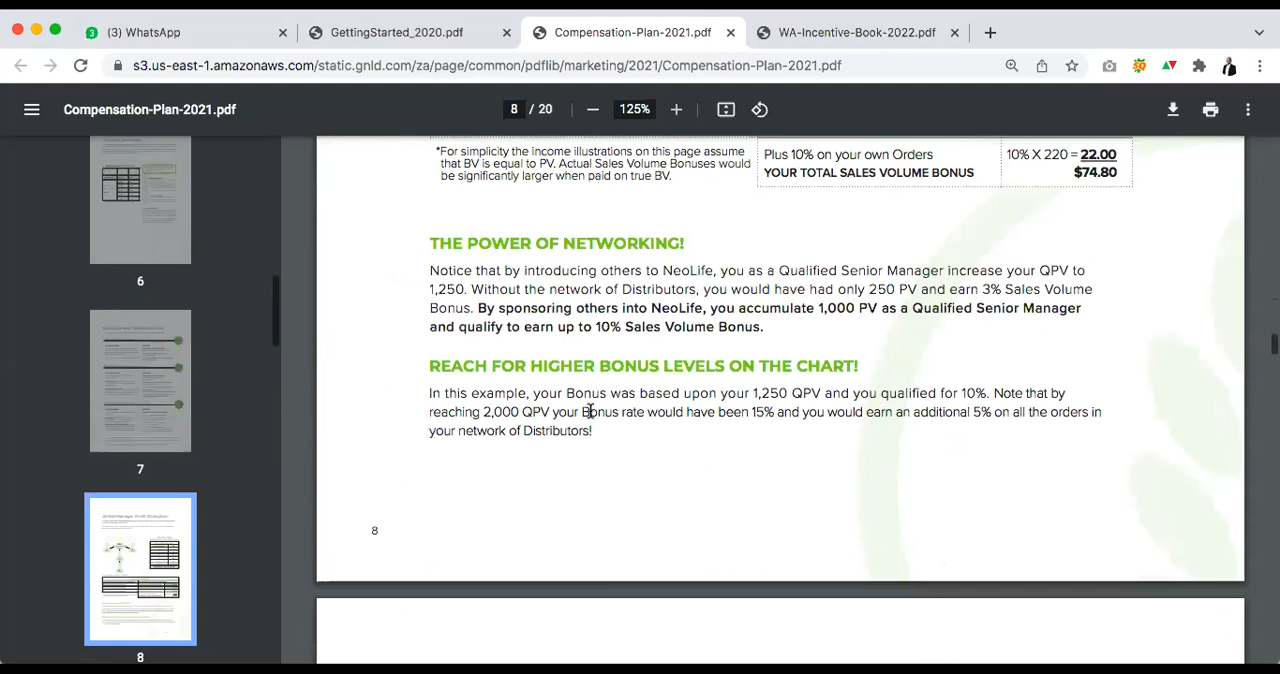 3
(3) WhatsApp
GettingStarted_2020.pdf
Compensation-Plan-2021.pdf
WA-Incentive-Book-2022.pdf
s3.us-east-1.amazonaws.com/static.gnld.com/za/page/common/pdflib/marketing/2021/Compensation-Plan-2021.pdf
Compensation-Plan-2021.pdf
8 / 20
125%
6
7
8
*For simplicity the income illustrations on this page assume
that BV is equal to PV. Actual Sales Volume Bonuses would
be significantly larger when paid on true BV.
Plus 10% on your own Orders
10% X 220 = 22.00
YOUR TOTAL SALES VOLUME BONUS
$74.80
THE POWER OF NETWORKING!
Notice that by introducing others to NeoLife, you as a Qualified Senior Manager increase your QPV to
1,250. Without the network of Distributors, you would have had only 250 PV and earn 3% Sales Volume
Bonus. By sponsoring others into NeoLife, you accumulate 1,000 PV as a Qualified Senior Manager
and qualify to earn up to 10% Sales Volume Bonus.
REACH FOR HIGHER BONUS LEVELS ON THE CHART!
In this example, your Bonus was based upon your 1,250 QPV and you qualified for 10%. Note that by
reaching 2,000 QPV your Bonus rate would have been 15% and you would earn an additional 5% on all the orders in
your network of Distributors!
8